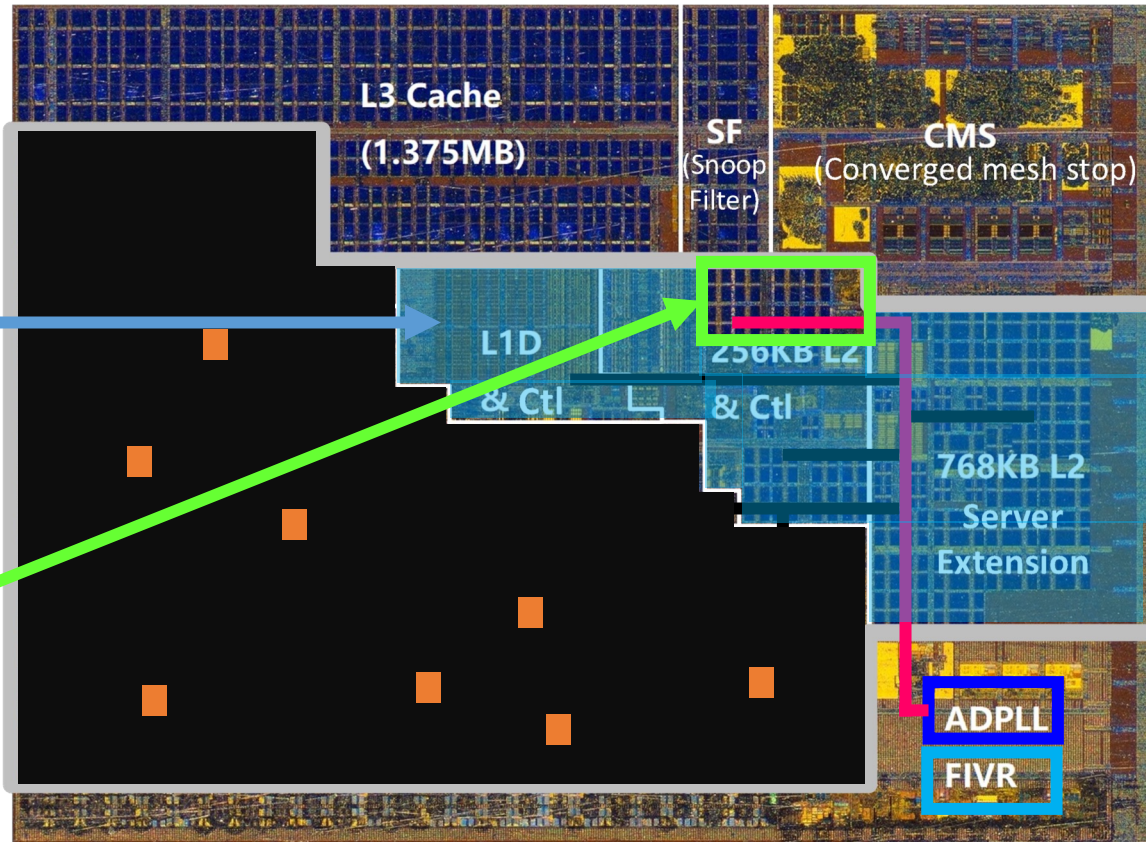 L3 Cache
(1.375MB)
SF
(Snoop
Filter)
CMS
(Converged mesh stop)
L1D
& Ctl
256KB L2
& Ctl
768KB L2
Server
Extension
ADPLL
FIVR